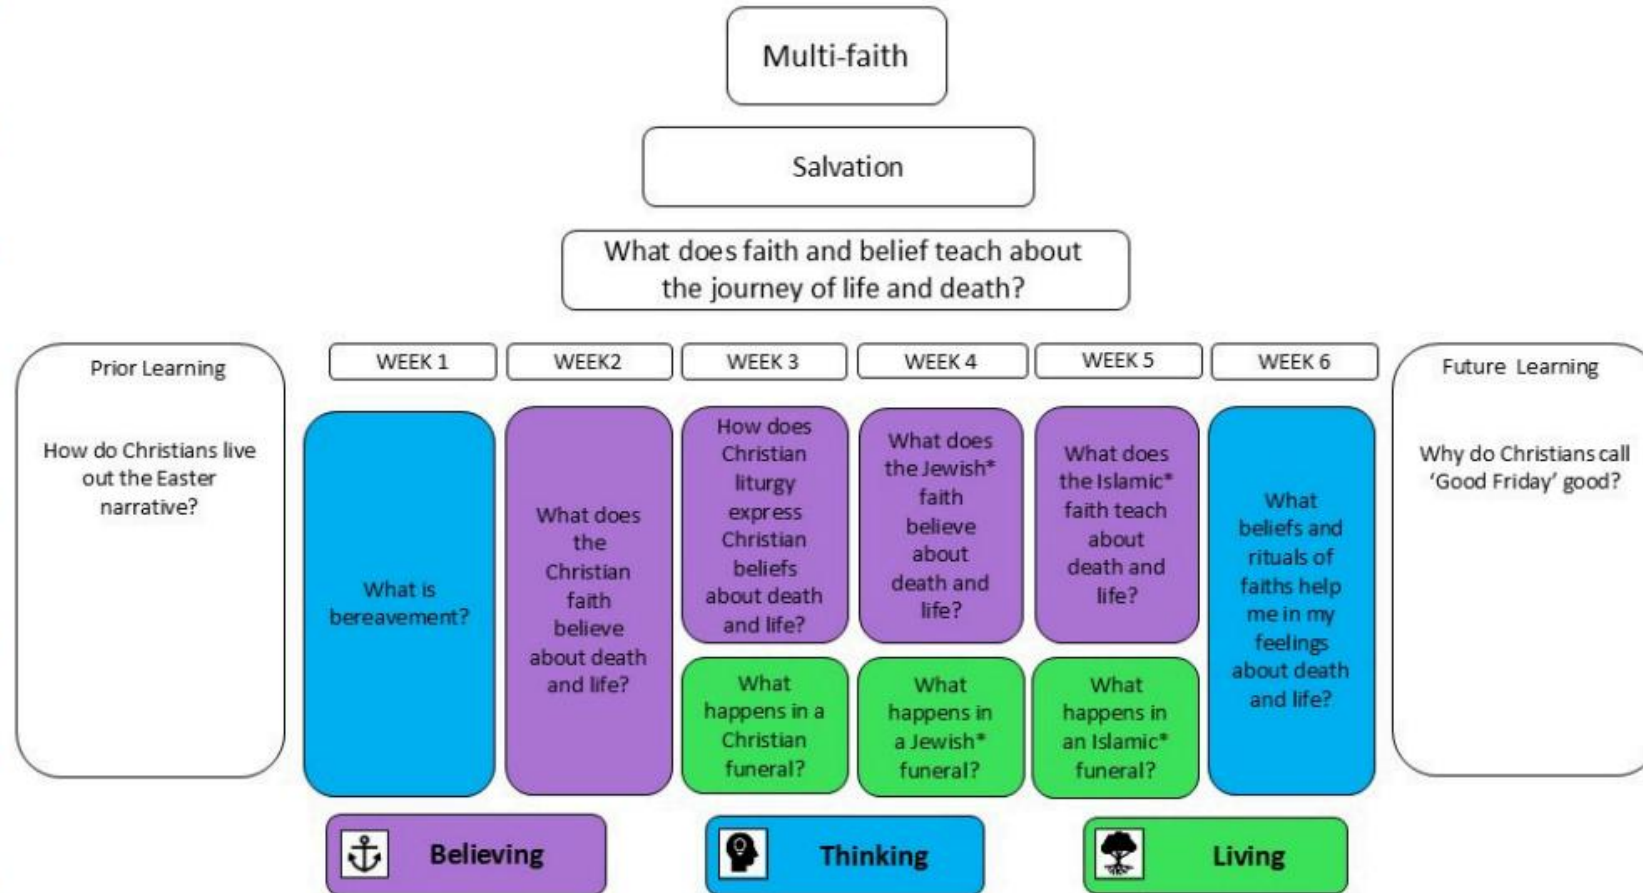 Multi-faith
Salvation
What does faith and belief teach about
the journey of life and death?
Prior Learning
How do Christians live
out the Easter
narrative?
WEEK 1
What is
bereavement?
WEEK2
What does
the
Christian
faith
believe
about death
and life?
WEEK 3
How does
Christian
liturgy
express
Christian
beliefs
about death
and life?
What
happens in a
Christian
funeral?
WEEK 4
What does
the Jewish*
faith
believe
about
death and
life?
What
happens in
a Jewish*
funeral?
WEEK 5
What does
the Islamic*
faith teach
about
death and
life?
What
happens in
an Islamic*
funeral?
WEEK 6
What
beliefs and
rituals of
faiths help
me in my
feelings
about death
and life?
Future Learning
Why do Christians call
‘Good Friday’ good?
Believing
Thinking
Living